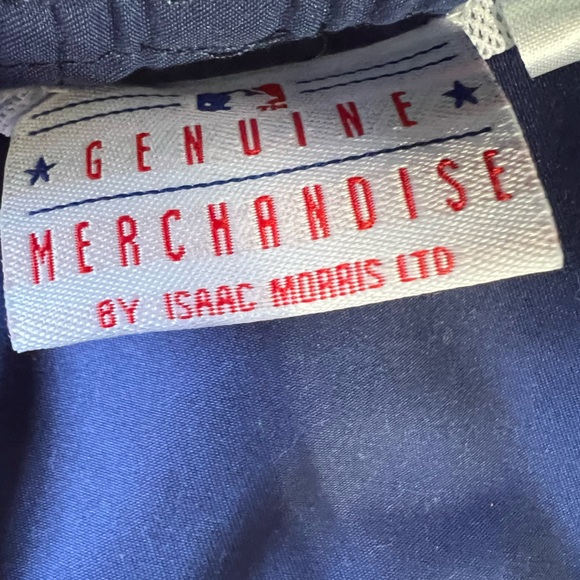 GENUINE
MERCHANDISE
BY ISAAC MORRIS LTD